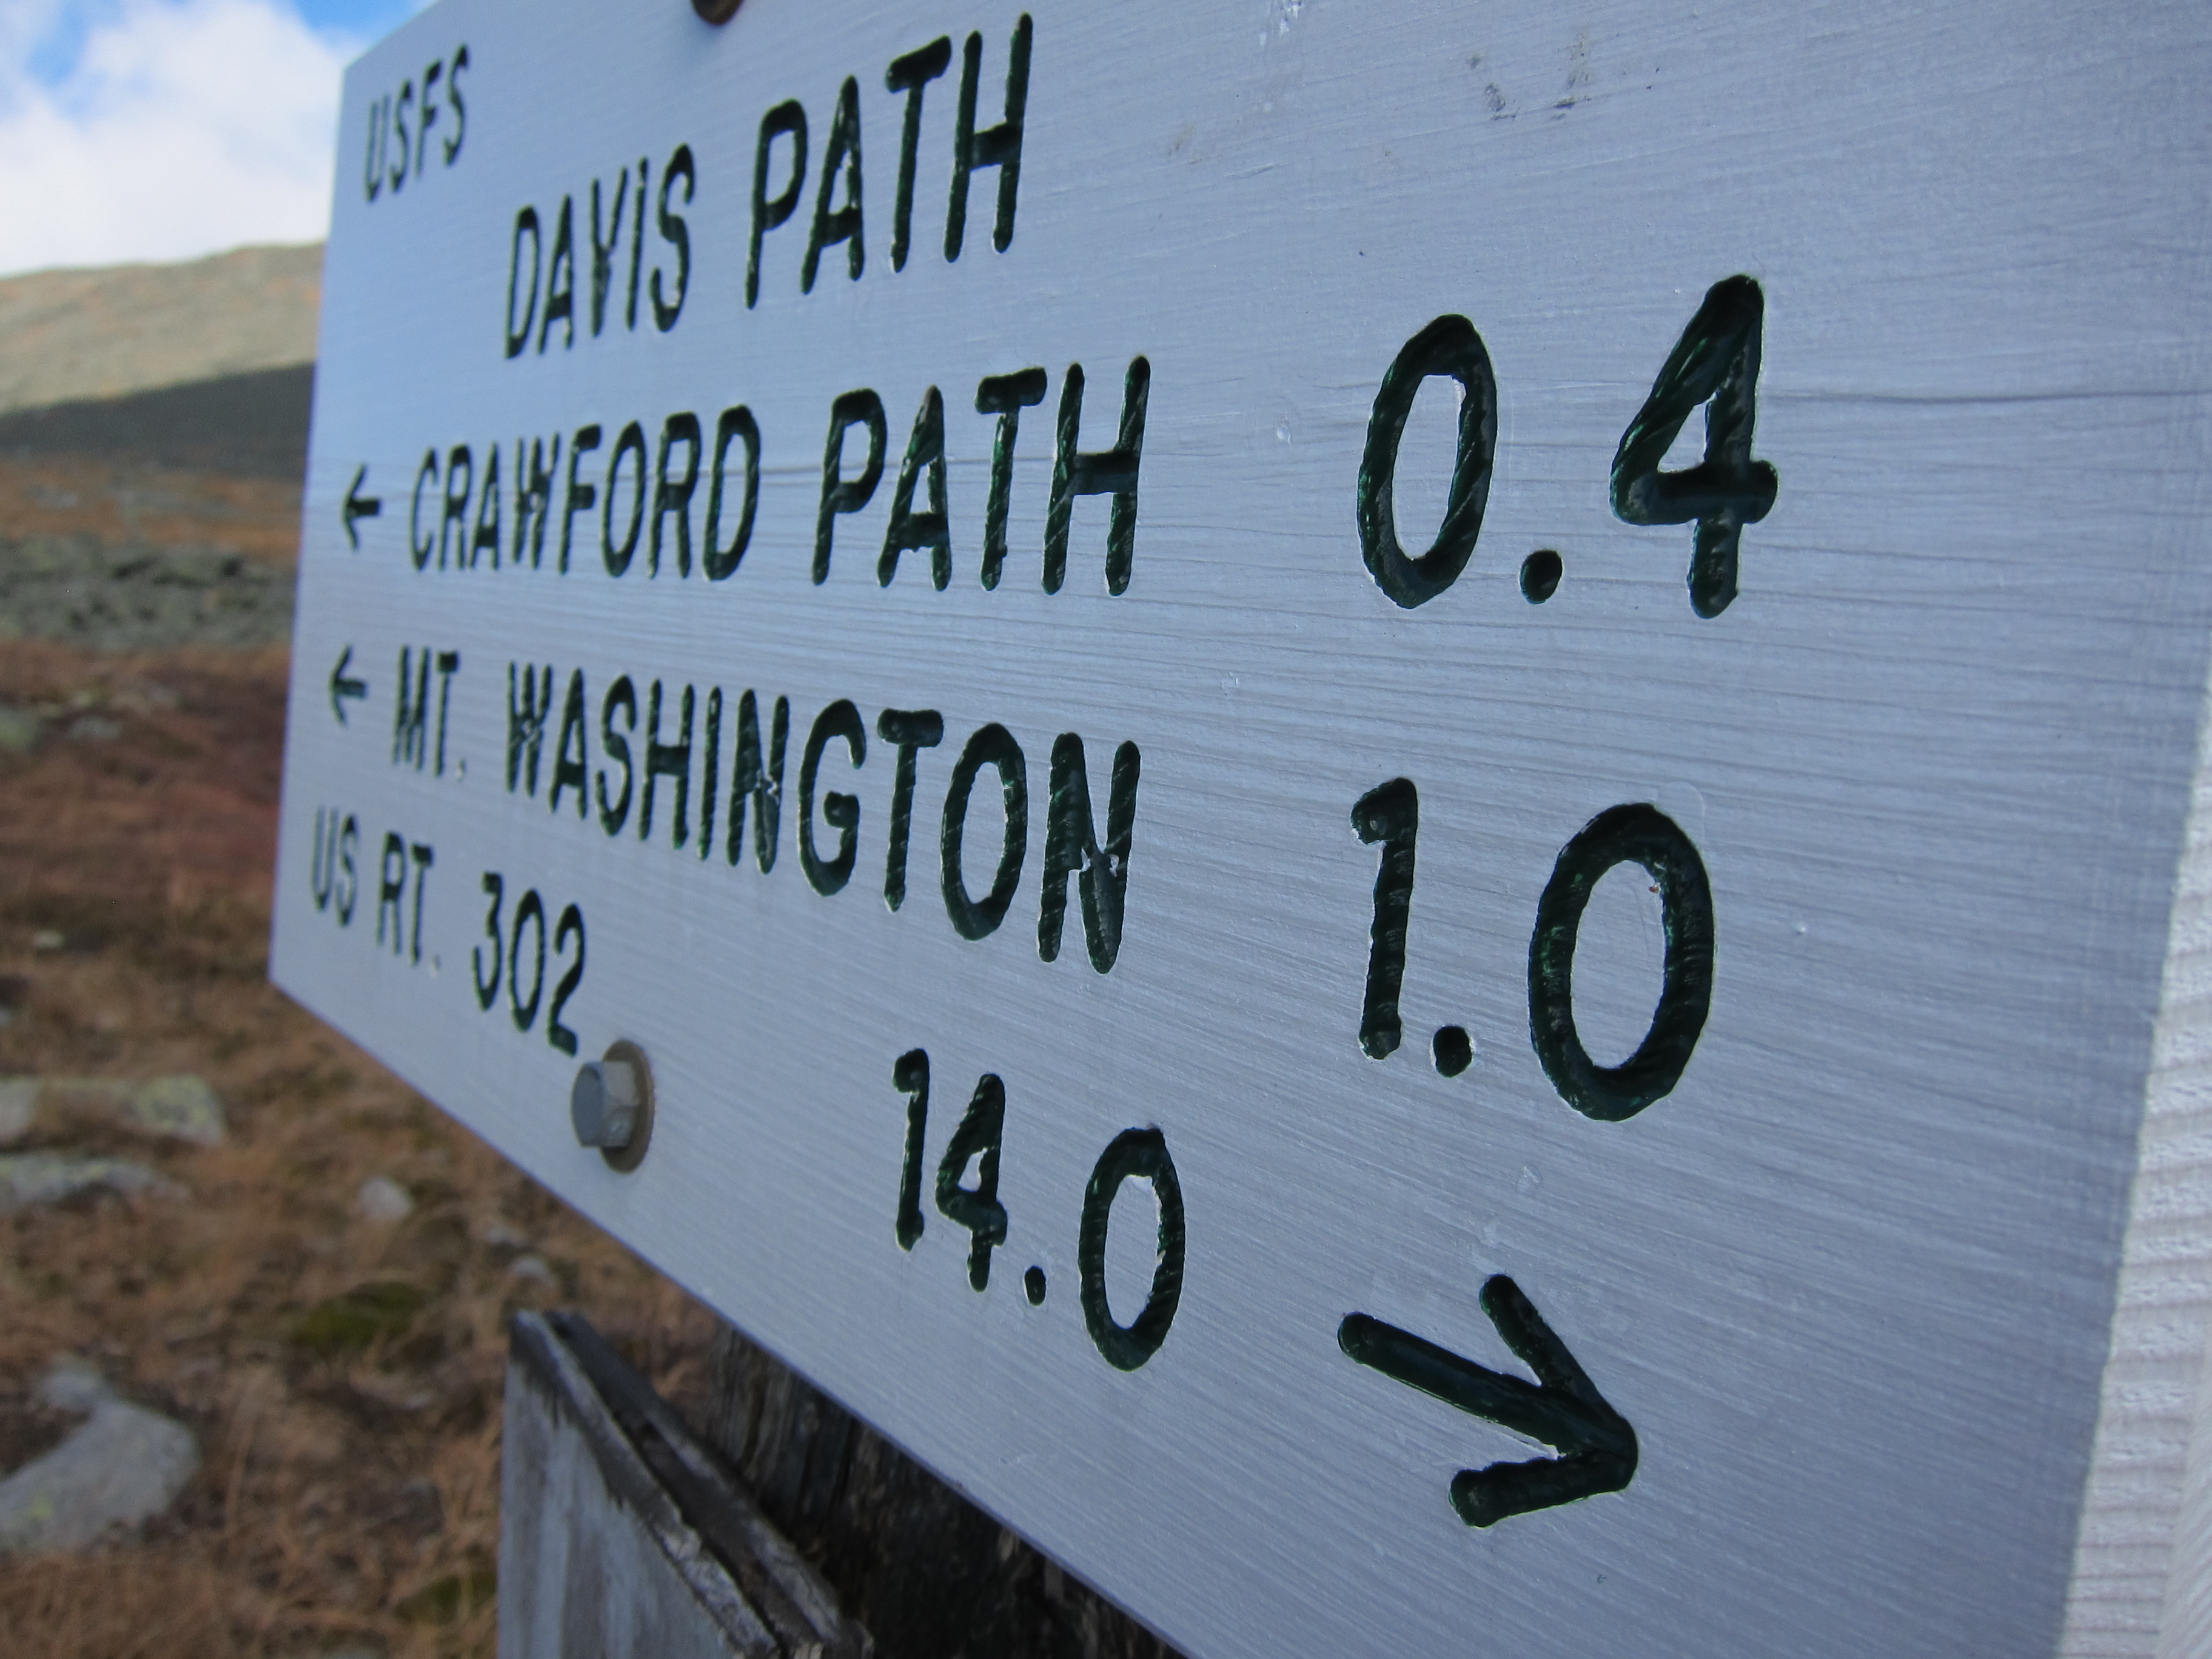 USFS
DAVIS PATH
← CRAWFORD PATH 0.4
← MT. WASHINGTON 1.0
US RT. 302 14.0 →